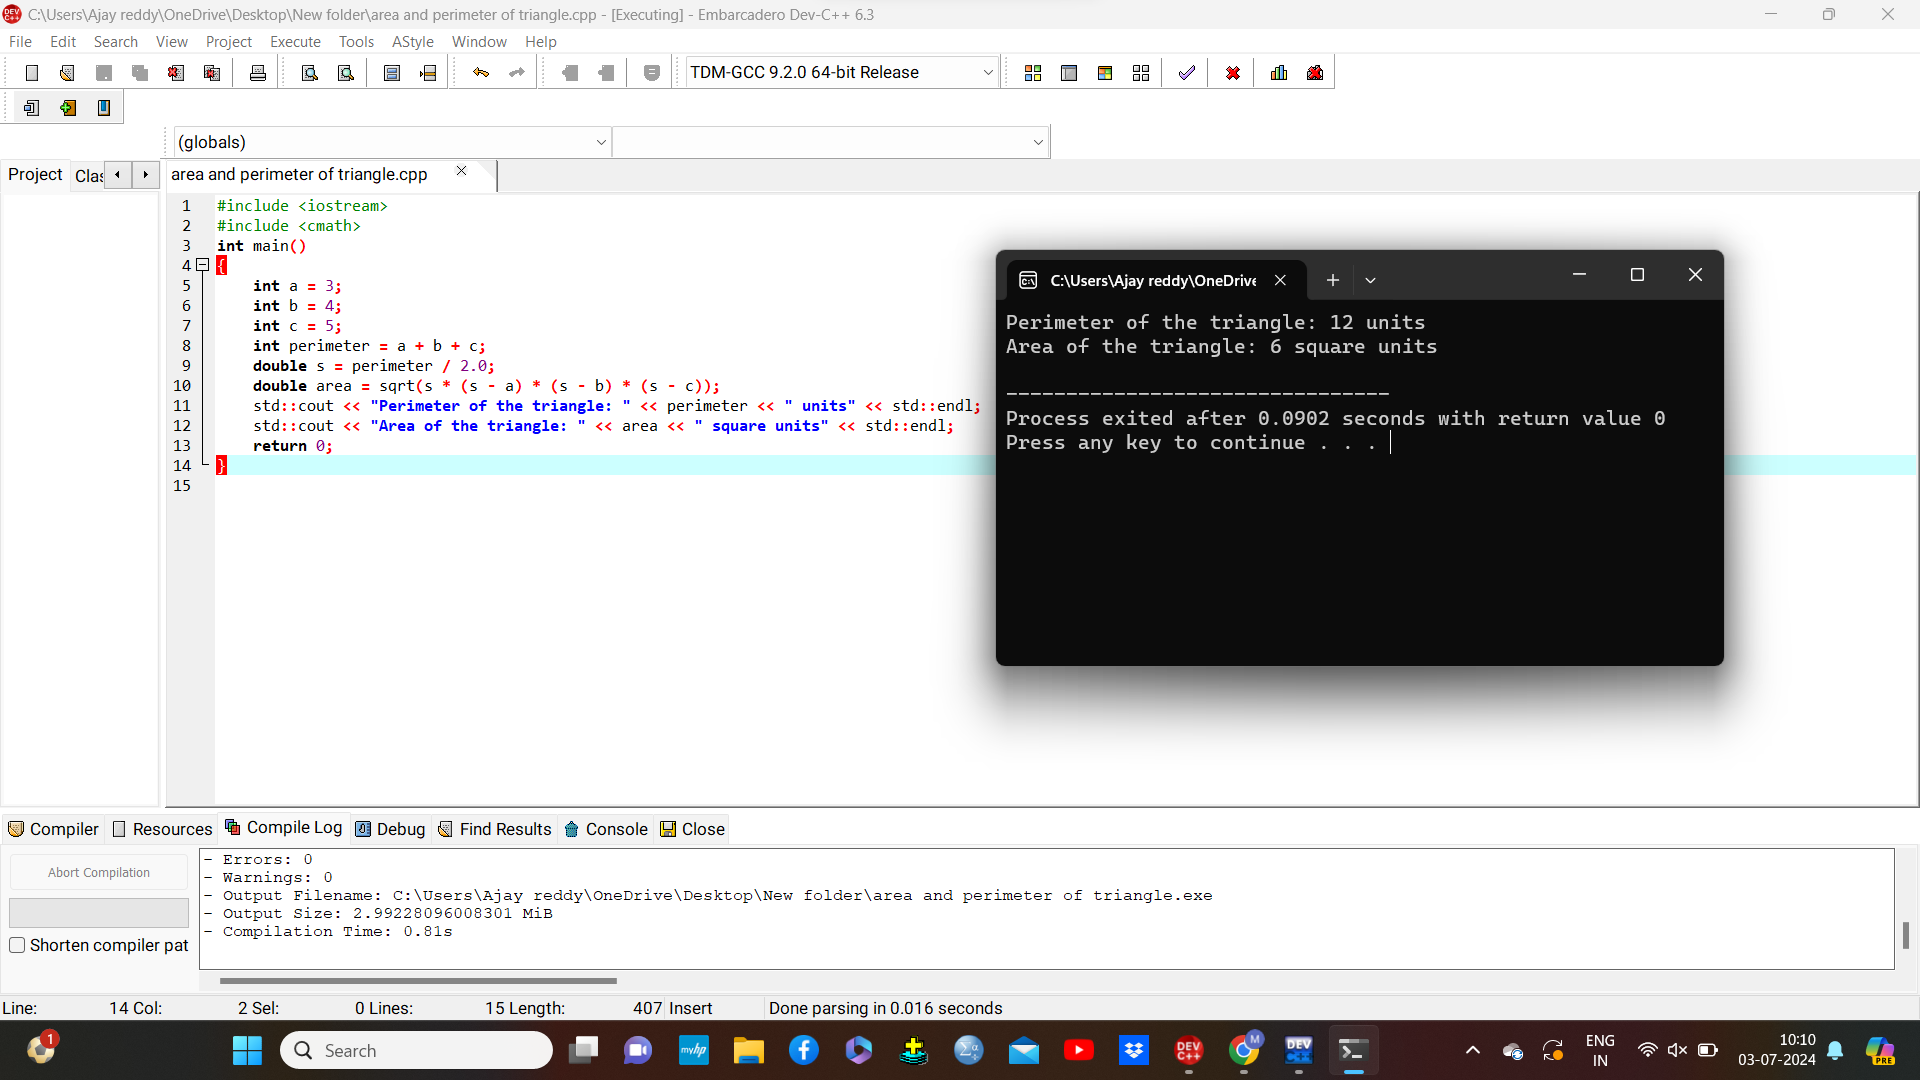 C:\Users\Ajay reddy\OneDrive\Desktop\New folder\area and perimeter of triangle.cpp - [Executing] - Embarcadero Dev-C++ 6.3
File Edit Search View Project Execute Tools AStyle Window Help
TDM-GCC 9.2.0 64-bit Release
(globals)
Project Clas
area and perimeter of triangle.cpp
1 #include <iostream>
2 #include <cmath>
3 int main()
4 {
5 int a = 3;
6 int b = 4;
7 int c = 5;
8 int perimeter = a + b + c;
9 double s = perimeter / 2.0;
10 double area = sqrt(s * (s - a) * (s - b) * (s - c));
11 std::cout << "Perimeter of the triangle: " << perimeter << " units" << std::endl;
12 std::cout << "Area of the triangle: " << area << " square units" << std::endl;
13 return 0;
14 }
15
C:\Users\Ajay reddy\OneDrive
Perimeter of the triangle: 12 units
Area of the triangle: 6 square units
--------------------------------
Process exited after 0.0902 seconds with return value 0
Press any key to continue . . .
Compiler Resources Compile Log Debug Find Results Console Close
Abort Compilation
Shorten compiler pat
- Errors: 0
- Warnings: 0
- Output Filename: C:\Users\Ajay reddy\OneDrive\Desktop\New folder\area and perimeter of triangle.exe
- Output Size: 2.99228096008301 MiB
- Compilation Time: 0.81s
Line: 14 Col: 2 Sel: 0 Lines: 15 Length: 407 Insert Done parsing in 0.016 seconds
1
Search
myhp
DEV C++
M
DEV C++
ENG
IN
10:10
03-07-2024
PRE